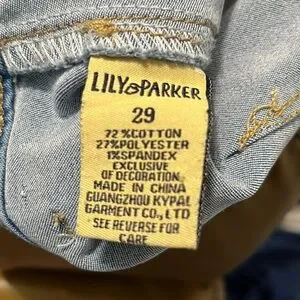 LILY&PARKER
29
72%COTTON
27%POLYESTER
1%SPANDEX
EXCLUSIVE
OF DECORATION
MADE IN CHINA
GUANGZHOU KYPAL
GARMENT CO., LTD
SEE REVERSE FOR
CARE